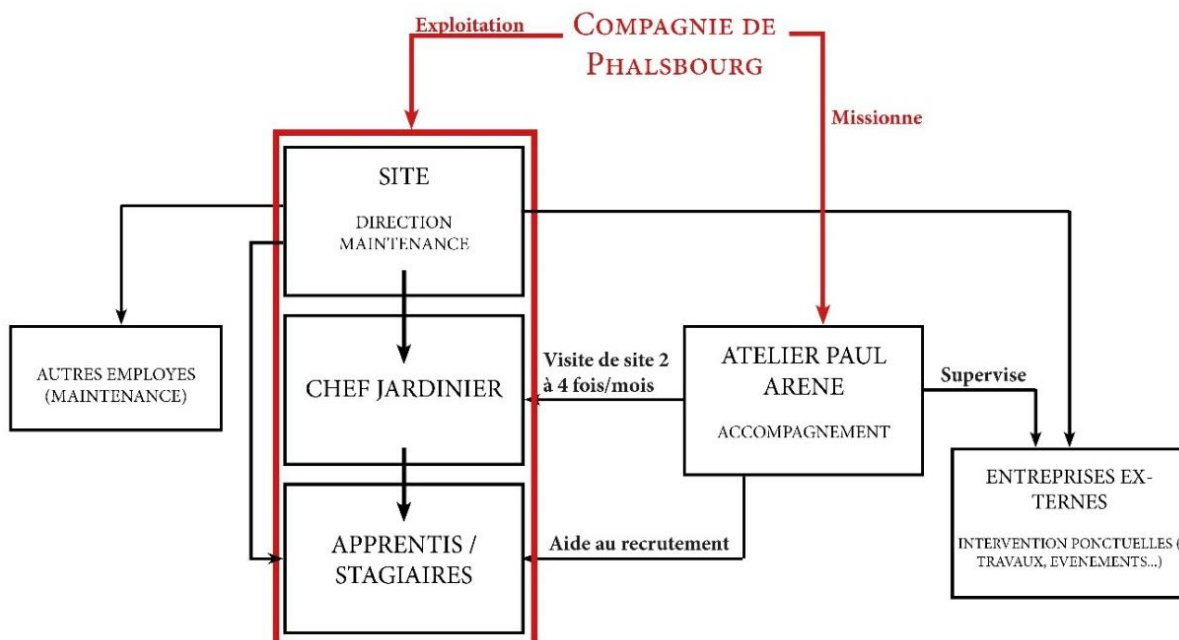 Exploitation
COMPAGNIE DE
PHALSBOURG
Missionne
SITE
DIRECTION
MAINTENANCE
AUTRES EMPLOYES
(MAINTENANCE)
CHEF JARDINIER
Visite de site 2
à 4 fois/mois
ATELIER PAUL
ARENE
ACCOMPAGNEMENT
Supervise
ENTREPRISES EX-
TERNES
INTERVENTION PONCTUELLES (
TRAVAUX, EVENEMENTS...)
APPRENTIS /
STAGIAIRES
Aide au recrutement